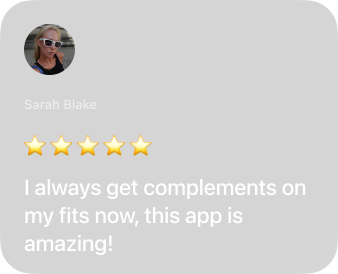 Sarah Blake
I always get complements on
my fits now, this app is
amazing!